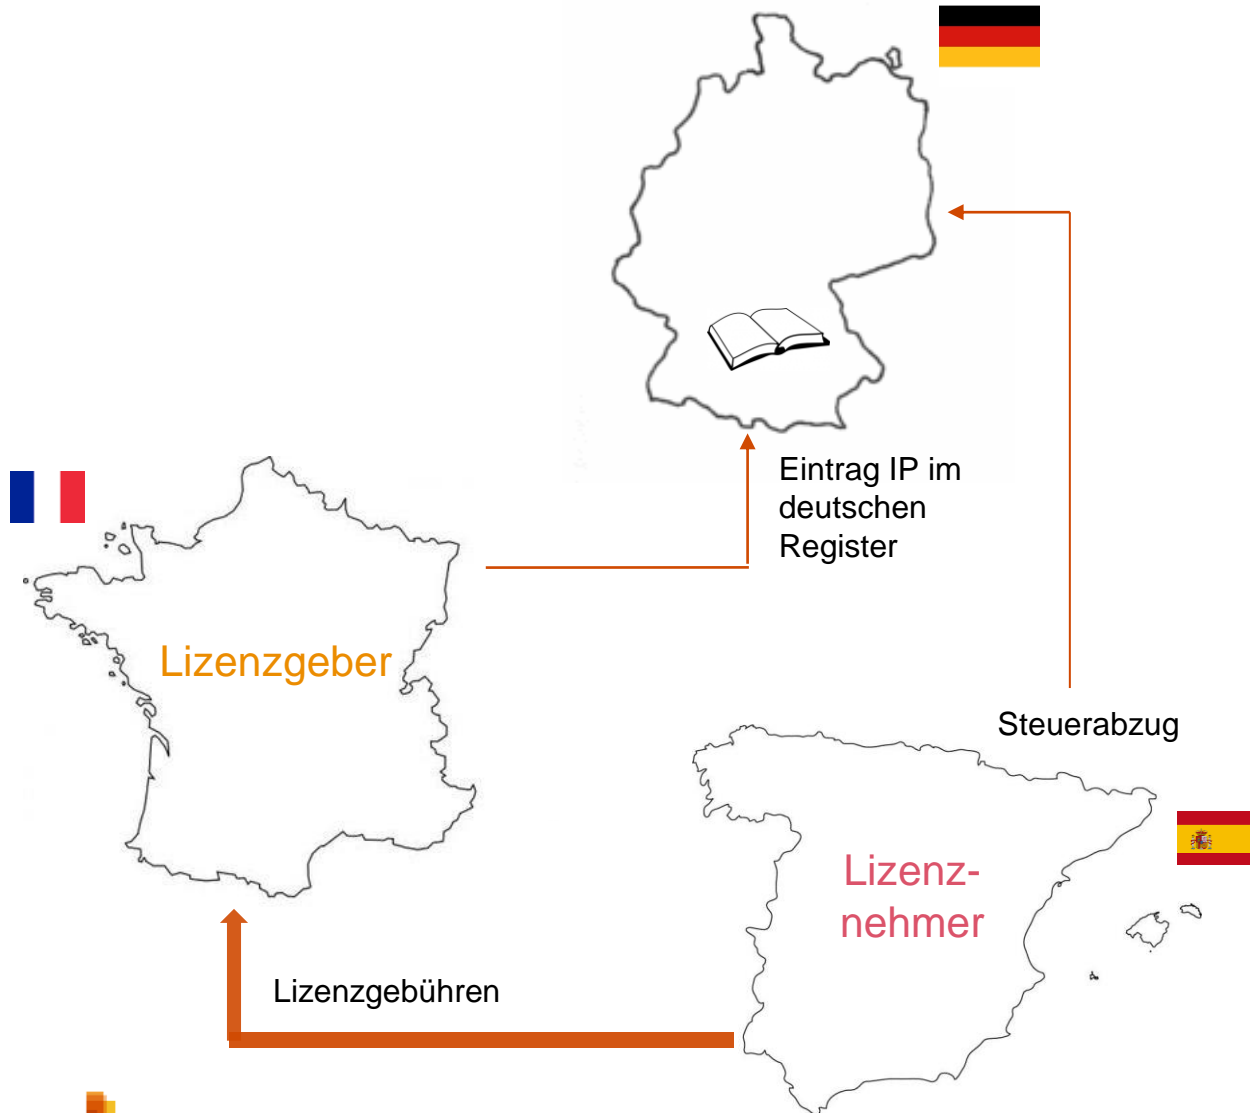 Eintrag IP im
deutschen
Register
Lizenzgeber
Steuerabzug
Lizenz-
nehmer
Lizenzgebühren